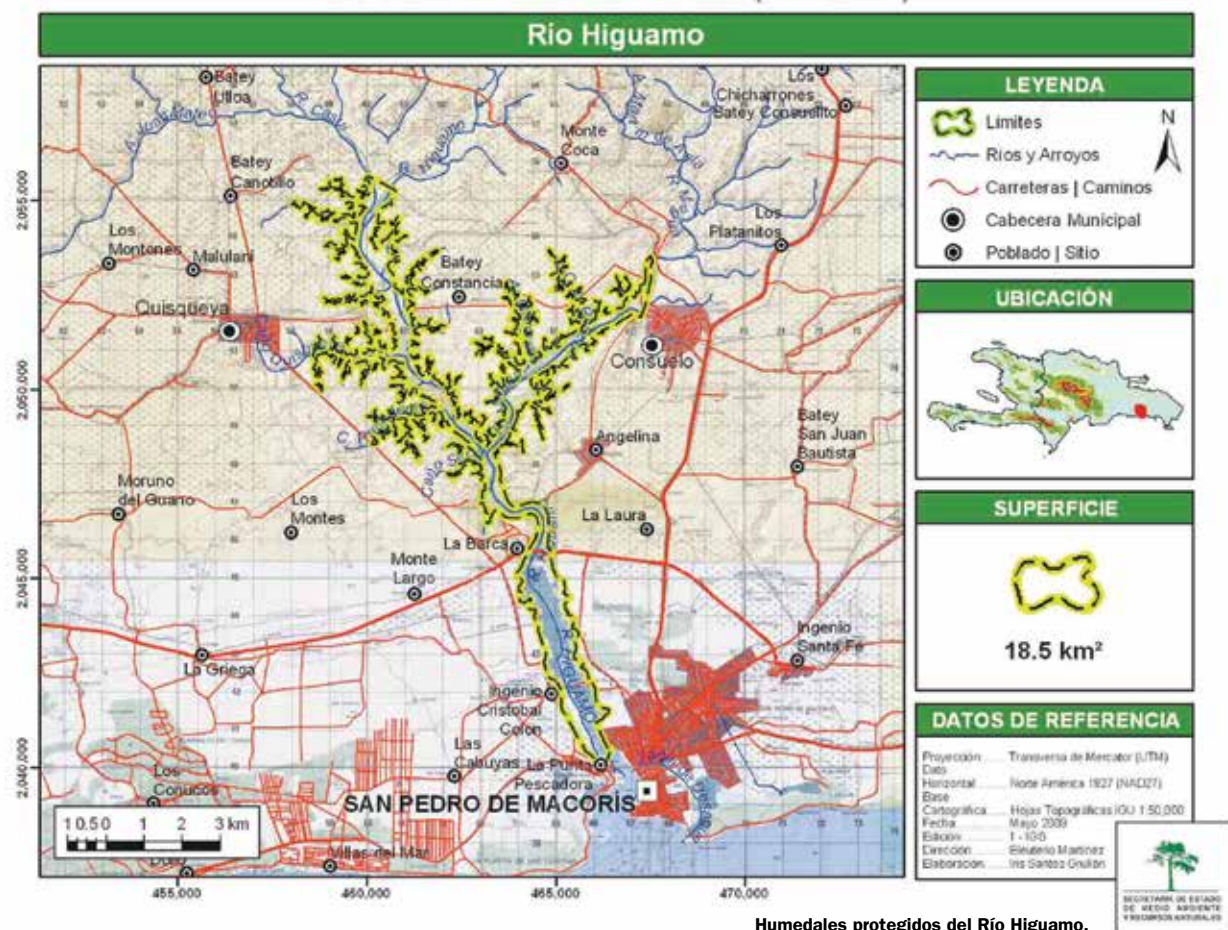 Río Higuamo
Batey
Ulloa
Batey
Canotillo
Los
Montones
Malulani
Quisqueya
R. Casui
R. Higuamo
Monte
Coca
Los
Chicharrones
Batey Consuelito
Los
Platanitos
R. Magua
Batey
Constancia
Consuelo
Angelina
Batey
San Juan
Bautista
Moruno
del Guano
Los
Montes
La Laura
La Barca
Monte
Largo
Ingenio
Santa Fe
La Griega
R. HIGUAMO
Ingenio
Cristobal
Colón
Las
Cabuyas
La Punta
Pescadora
Los
Conucos
SAN PEDRO DE MACORÍS
Villas del Mar
1 0.5 0 1 2 3 km
2,055,000
2,050,000
2,045,000
2,040,000
455,000
460,000
465,000
470,000
LEYENDA
N
Límites
Ríos y Arroyos
Carreteras | Caminos
Cabecera Municipal
Poblado | Sitio
UBICACIÓN
SUPERFICIE
18.5 km²
DATOS DE REFERENCIA
Proyección Transversa de Mercator (UTM)
Dato
Horizontal Norte América 1927 (NAD27)
Base
Cartográfica Hojas Topográficas IGU 1:50,000
Fecha Mayo 2009
Edición
Dirección Eleuterio Martínez
Elaboración Iris Santos Grullón
SECRETARÍA DE ESTADO
DE MEDIO AMBIENTE
Y RECURSOS NATURALES
Humedales protegidos del Río Higuamo.